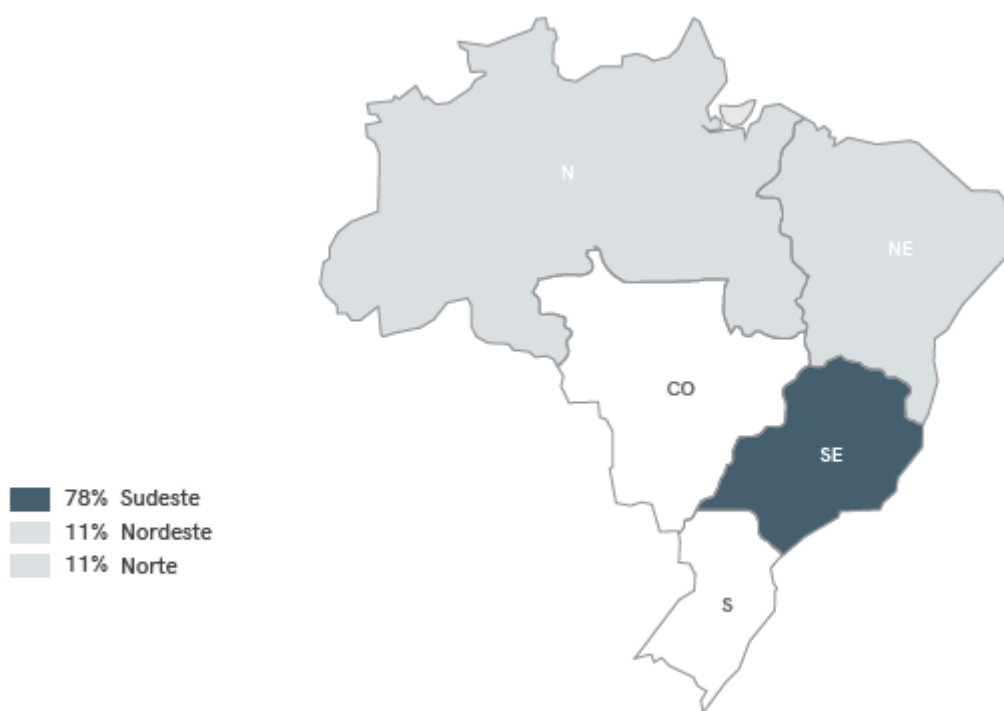 N
NE
CO
SE
78% Sudeste
11% Nordeste
11% Norte
S